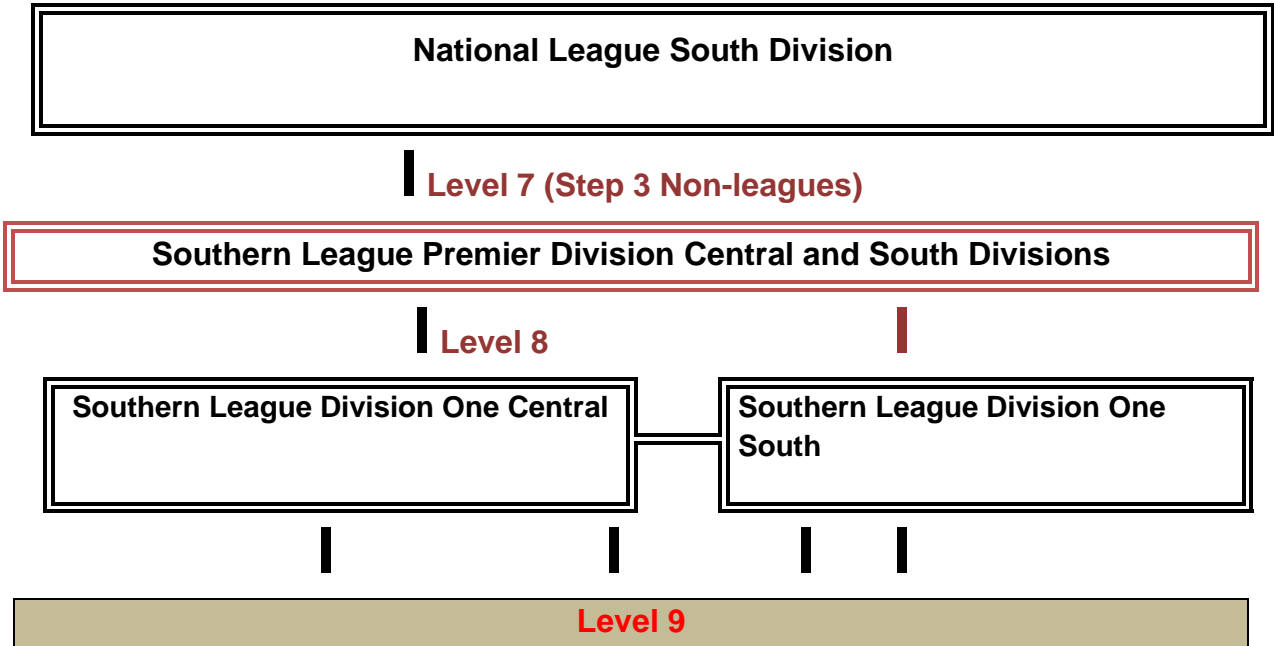 National League South Division
Level 7 (Step 3 Non-leagues)
Southern League Premier Division Central and South Divisions
Level 8
Southern League Division One Central
Southern League Division One
South
Level 9